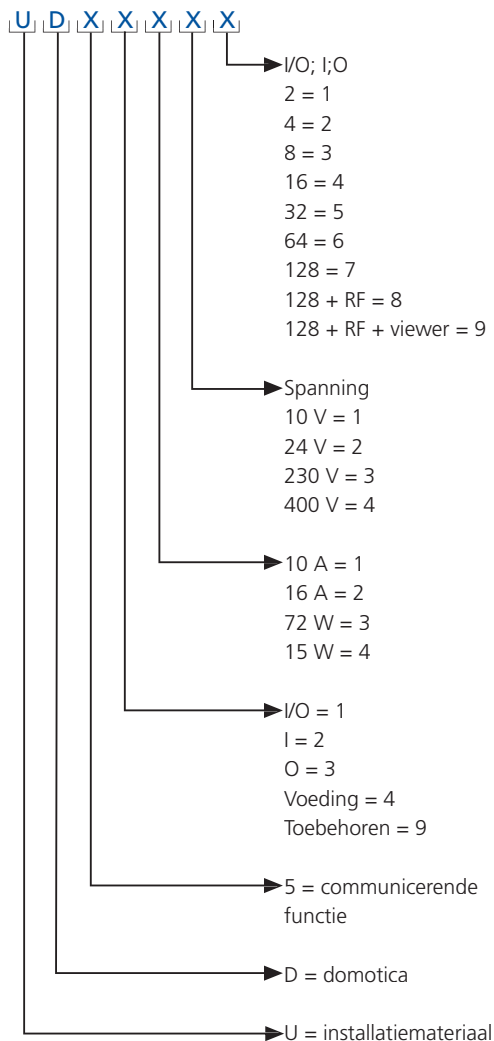 U D X X X X X
I/O; I;O
2 = 1
4 = 2
8 = 3
16 = 4
32 = 5
64 = 6
128 = 7
128 + RF = 8
128 + RF + viewer = 9
Spanning
10 V = 1
24 V = 2
230 V = 3
400 V = 4
10 A = 1
16 A = 2
72 W = 3
15 W = 4
I/O = 1
I = 2
O = 3
Voeding = 4
Toebehoren = 9
5 = communicerende
functie
D = domotica
U = installatiemateriaal